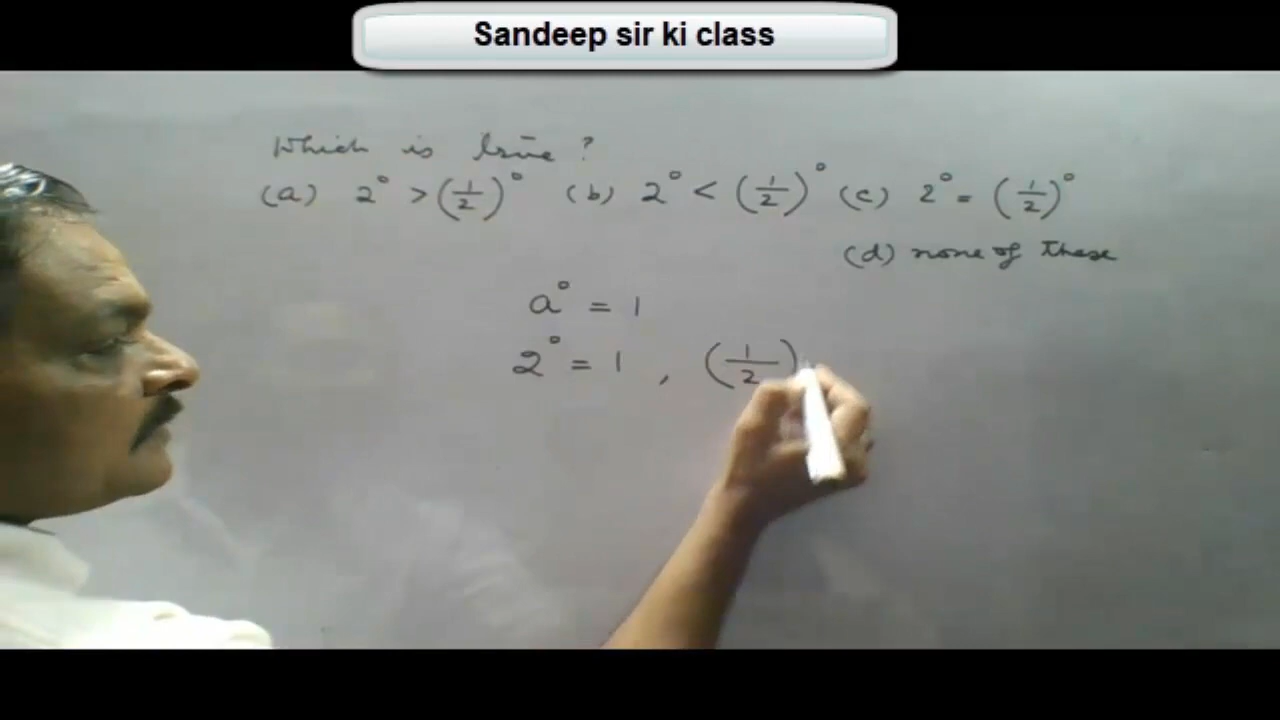 Sandeep sir ki class
Which is true ?
(a) 2⁰ > (1/2)⁰ (b) 2⁰ < (1/2)⁰ (c) 2⁰ = (1/2)⁰
(d) none of these
a⁰ = 1
2⁰ = 1 , (1/2)